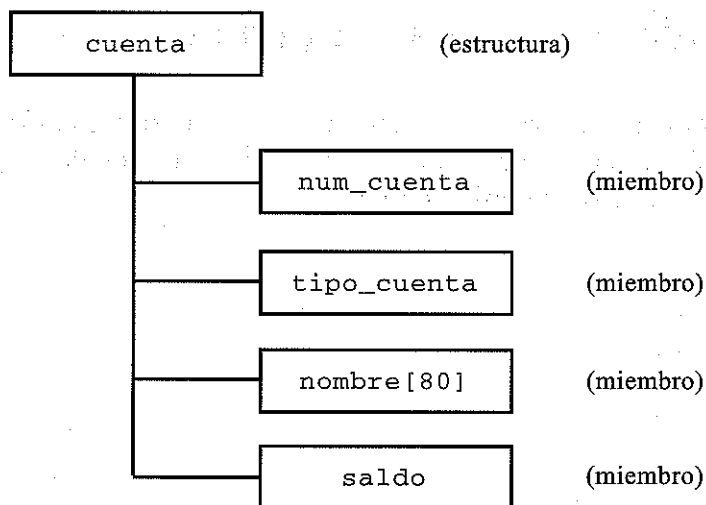 cuenta (estructura)
num_cuenta (miembro)
tipo_cuenta (miembro)
nombre[80] (miembro)
saldo (miembro)